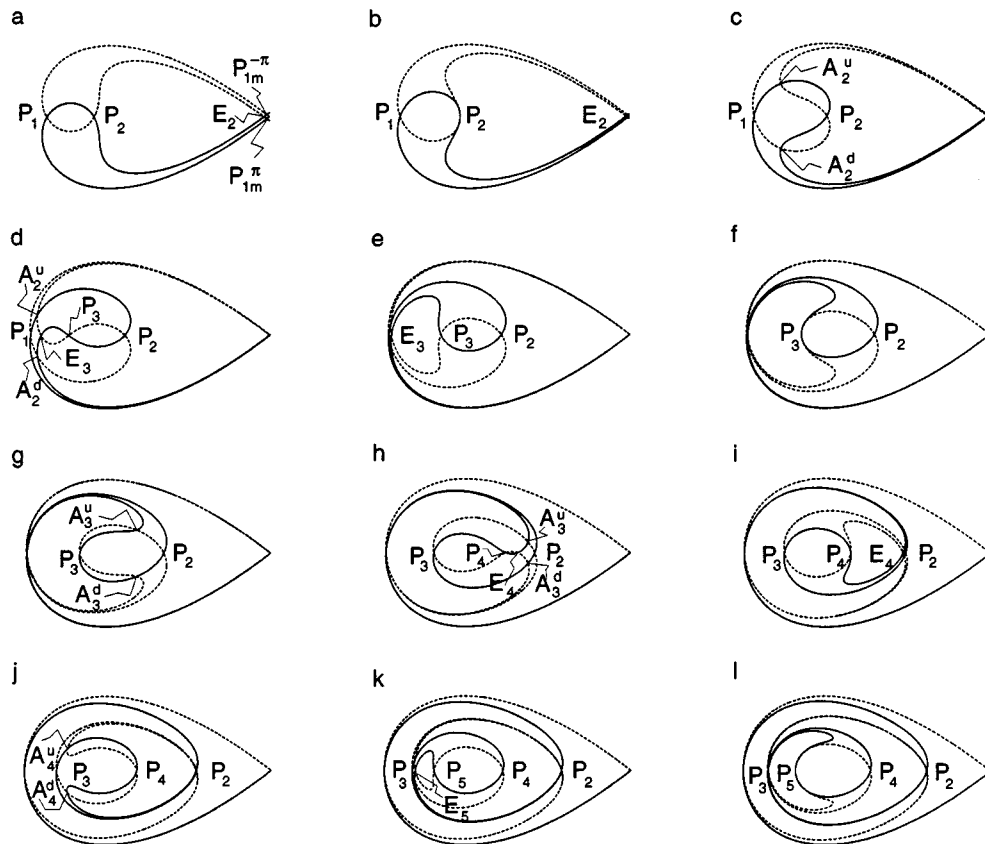 a
b
c
P₁ P₂ E₂ P₁ₘ^-π P₁ₘ^π
P₁ P₂ E₂
P₁ P₂ A₂ᵘ A₂ᵈ
d
e
f
A₂ᵘ P₁ P₃ P₂ E₃ A₂ᵈ
E₃ P₃ P₂
P₃ P₂
g
h
i
A₃ᵘ P₃ P₂ A₃ᵈ
P₃ P₄ A₃ᵘ P₂ E₄ A₃ᵈ
P₃ P₄ E₄ P₂
j
k
l
A₄ᵘ P₃ P₄ P₂ A₄ᵈ
P₃ P₅ P₄ P₂ E₅
P₃ P₅ P₄ P₂